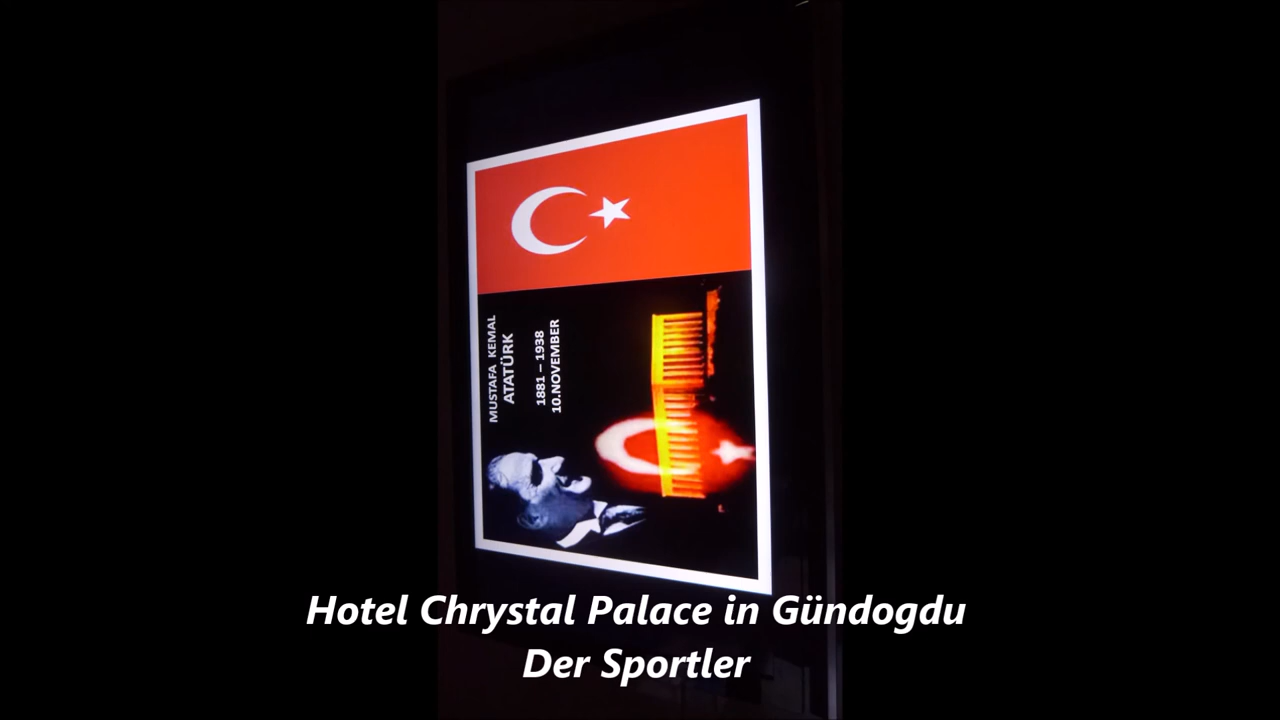 MUSTAFA KEMAL
ATATÜRK
1881 – 1938
10.NOVEMBER
Hotel Chrystal Palace in Gündogdu
Der Sportler